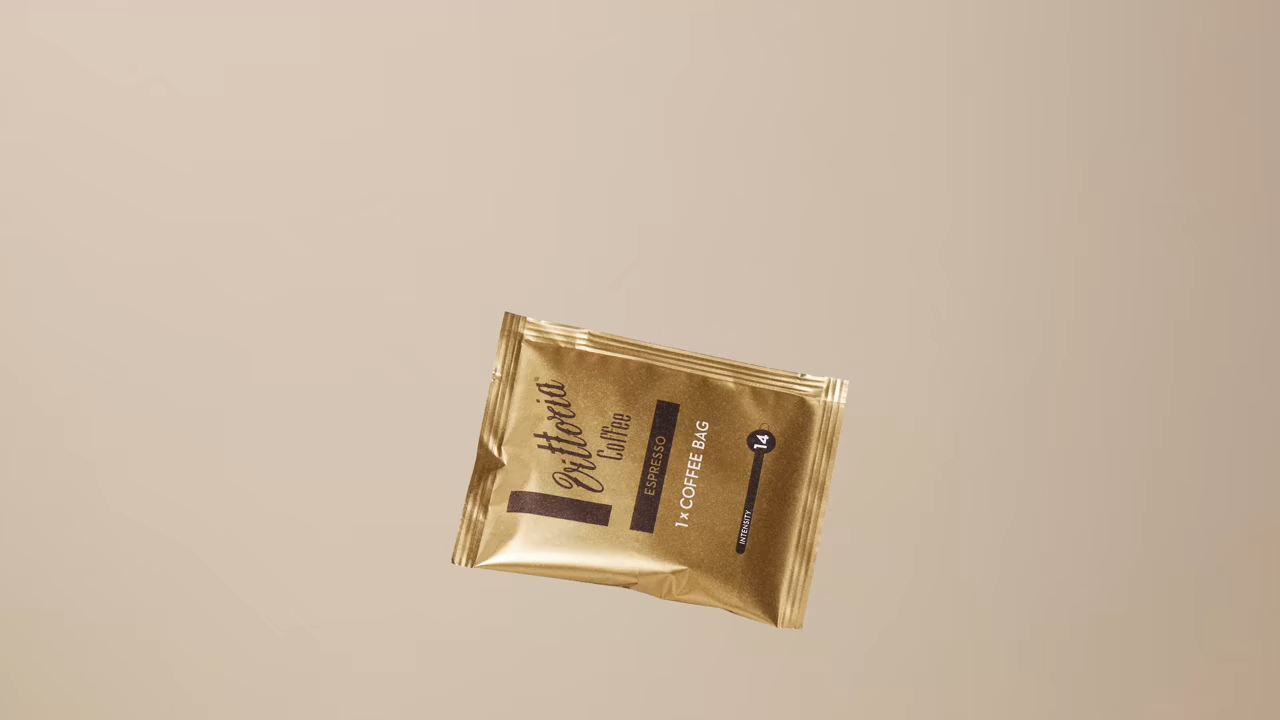 Vittoria
Coffee
ESPRESSO
1 x COFFEE BAG
INTENSITY 14